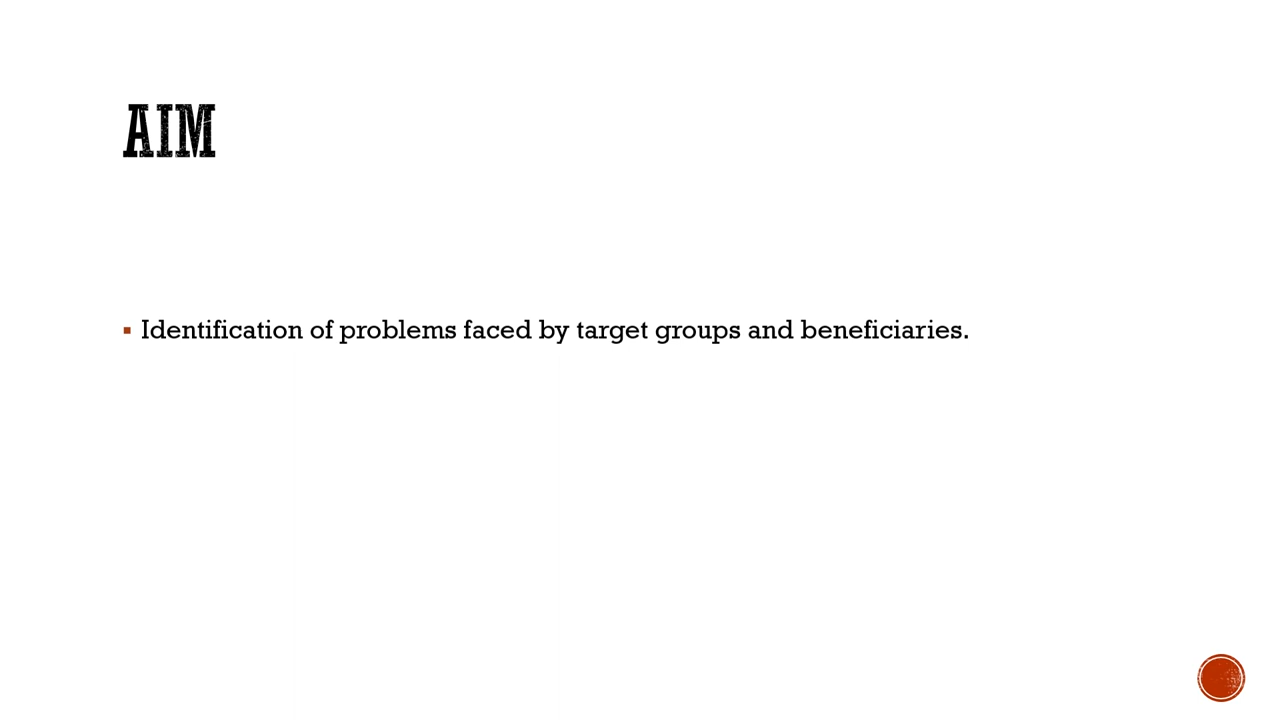 AIM
▪ Identification of problems faced by target groups and beneficiaries.